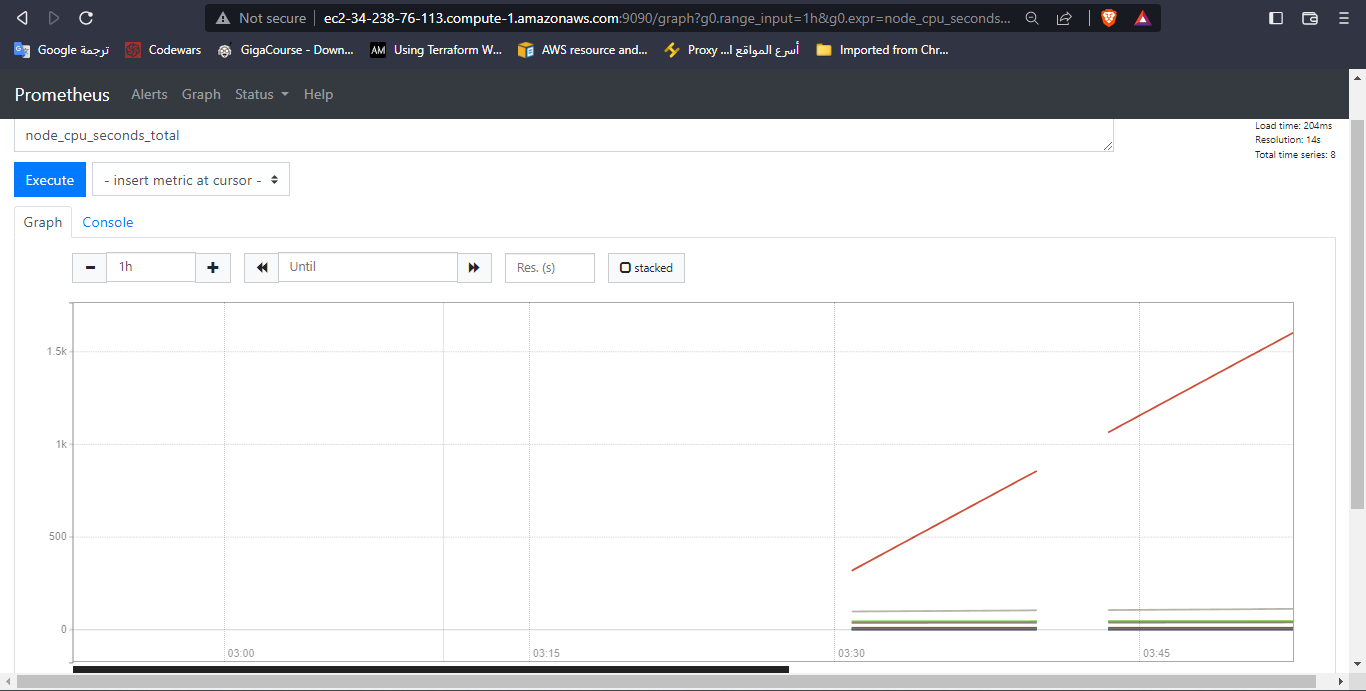 Not secure ec2-34-238-76-113.compute-1.amazonaws.com:9090/graph?g0.range_input=1h&g0.expr=node_cpu_seconds...
ترجمة Google Codewars GigaCourse - Down... AM Using Terraform W... AWS resource and... أسرع المواقع ا... Proxy Imported from Chr...
Prometheus Alerts Graph Status Help
node_cpu_seconds_total
Load time: 204ms
Resolution: 14s
Total time series: 8
Execute - insert metric at cursor -
Graph Console
1h Until Res. (s) stacked
1.5k
1k
500
0
03:00 03:15 03:30 03:45